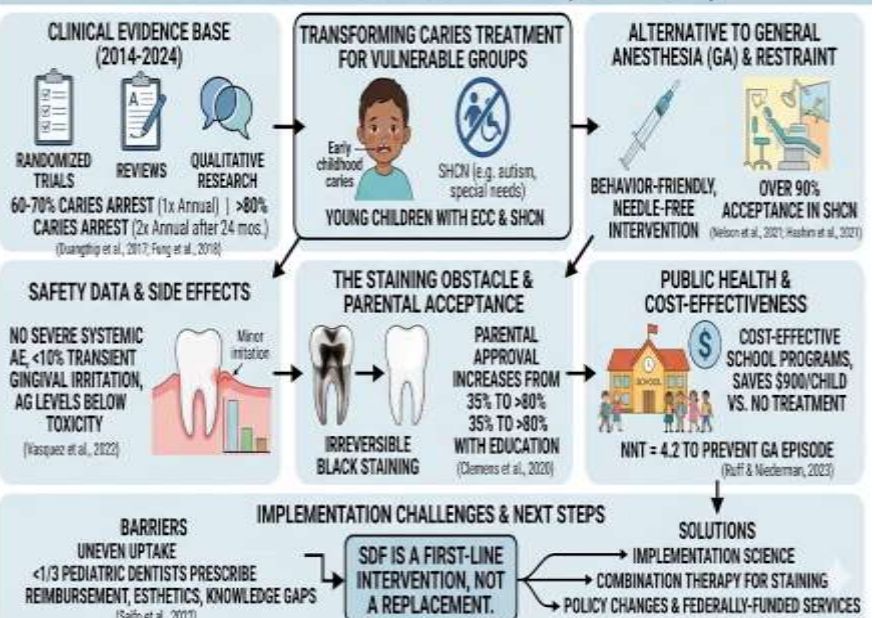 CLINICAL EVIDENCE BASE
(2014-2024)
RANDOMIZED
TRIALS
REVIEWS
QUALITATIVE
RESEARCH
60-70% CARIES ARREST (1x Annual) | >80%
CARIES ARREST (2x Annual after 24 mos.)
(Duangthip et al., 2017; Fung et al., 2018)
TRANSFORMING CARIES TREATMENT
FOR VULNERABLE GROUPS
Early
childhood
caries
SHCN (e.g. autism,
special needs)
YOUNG CHILDREN WITH ECC & SHCN
ALTERNATIVE TO GENERAL
ANESTHESIA (GA) & RESTRAINT
BEHAVIOR-FRIENDLY,
NEEDLE-FREE
INTERVENTION
OVER 90%
ACCEPTANCE IN SHCN
(Nelson et al., 2021; Hashim et al., 2021)
SAFETY DATA & SIDE EFFECTS
NO SEVERE SYSTEMIC
AE, <10% TRANSIENT
GINGIVAL IRRITATION,
AG LEVELS BELOW
TOXICITY
(Vasquez et al., 2022)
Minor
irritation
THE STAINING OBSTACLE &
PARENTAL ACCEPTANCE
IRREVERSIBLE
BLACK STAINING
PARENTAL
APPROVAL
INCREASES FROM
35% TO >80%
35% TO >80%
WITH EDUCATION
(Clemens et al., 2020)
PUBLIC HEALTH &
COST-EFFECTIVENESS
SCHOOL
$
COST-EFFECTIVE
SCHOOL PROGRAMS,
SAVES $900/CHILD
VS. NO TREATMENT
NNT = 4.2 TO PREVENT GA EPISODE
(Ruff & Niederman, 2023)
IMPLEMENTATION CHALLENGES & NEXT STEPS
BARRIERS
UNEVEN UPTAKE
<1/3 PEDIATRIC DENTISTS PRESCRIBE
REIMBURSEMENT, ESTHETICS, KNOWLEDGE GAPS
SDF IS A FIRST-LINE
INTERVENTION, NOT
A REPLACEMENT.
SOLUTIONS
IMPLEMENTATION SCIENCE
COMBINATION THERAPY FOR STAINING
POLICY CHANGES & FEDERALLY-FUNDED SERVICES